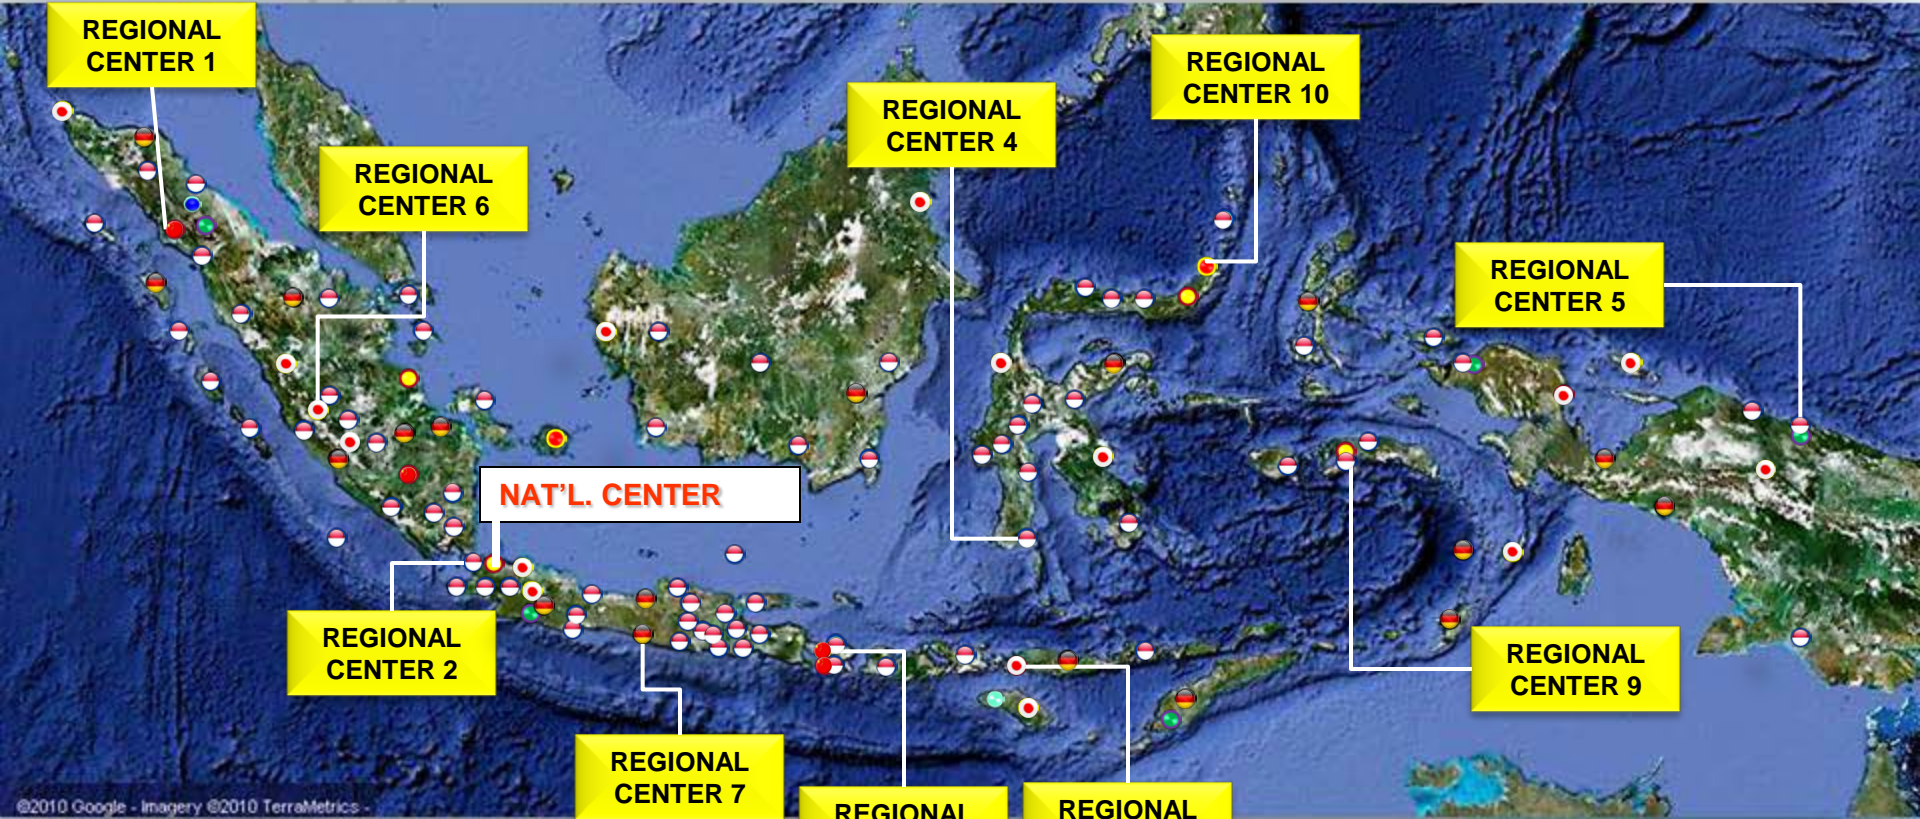 REGIONAL
CENTER 1
REGIONAL
CENTER 10
REGIONAL
CENTER 4
REGIONAL
CENTER 6
REGIONAL
CENTER 5
NAT'L. CENTER
REGIONAL
CENTER 2
REGIONAL
CENTER 9
REGIONAL
CENTER 7
REGIONAL
REGIONAL
©2010 Google - Imagery ©2010 TerraMetrics -